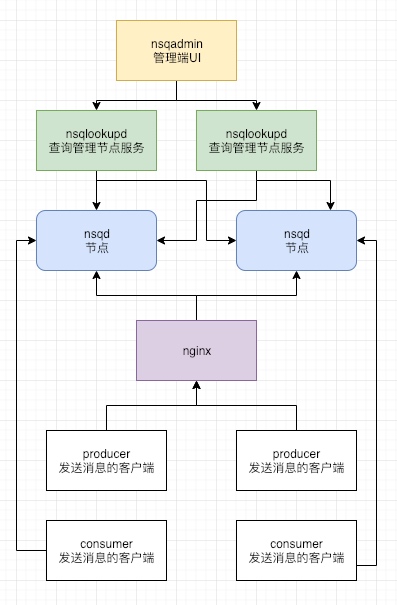 nsqadmin
管理端UI
nsqlookupd
查询管理节点服务
nsqlookupd
查询管理节点服务
nsqd
节点
nsqd
节点
nginx
producer
发送消息的客户端
producer
发送消息的客户端
consumer
发送消息的客户端
consumer
发送消息的客户端